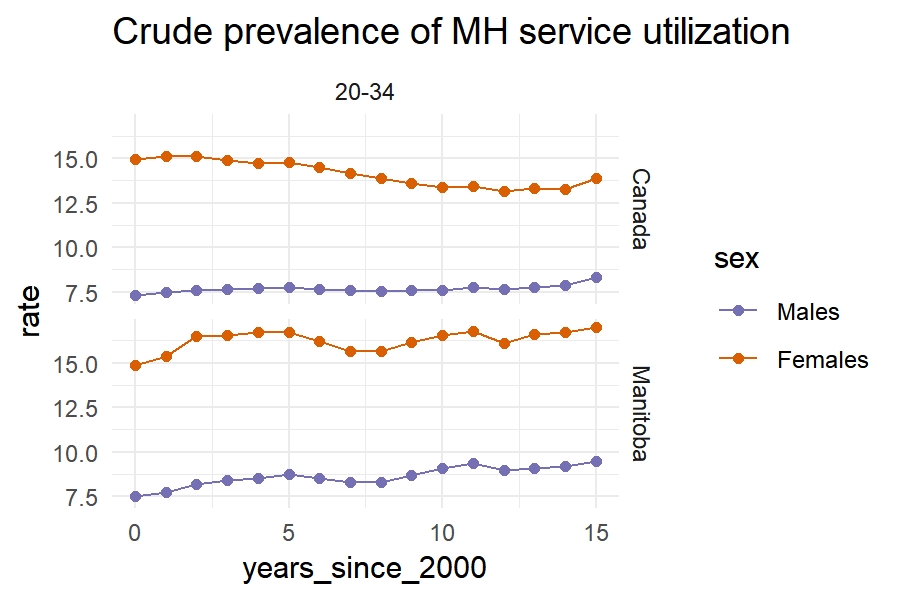 Crude prevalence of MH service utilization
20-34
15.0
12.5
10.0
7.5
Canada
15.0
12.5
10.0
7.5
Manitoba
rate
0 5 10 15
years_since_2000
sex
Males
Females